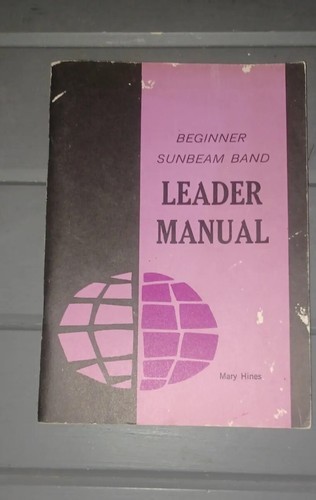 BEGINNER
SUNBEAM BAND
LEADER
MANUAL
Mary Hines